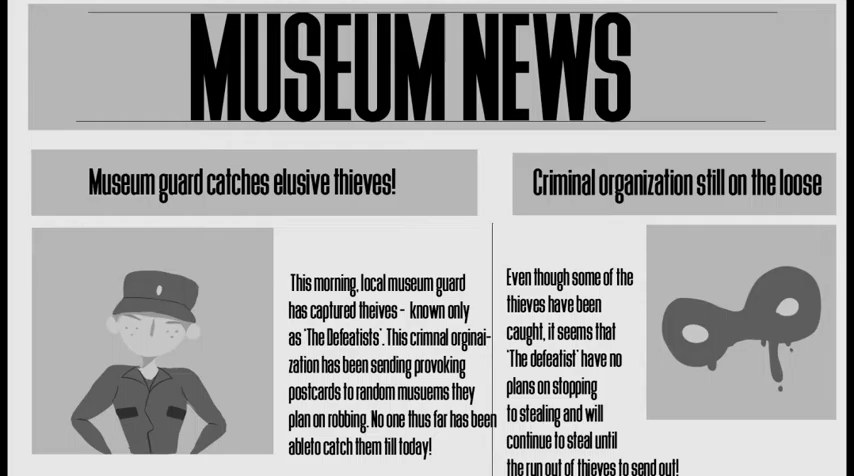 MUSEUM NEWS
Museum guard catches elusive thieves!
This morning, local museum guard
has captured theives - known only
as 'The Defeatists'. This crimnal orginai-
zation has been sending provoking
postcards to random musuems they
plan on robbing. No one thus far has been
ableto catch them till today!
Criminal organization still on the loose
Even though some of the
thieves have been
caught, it seems that
'The defeatist' have no
plans on stopping
to stealing and will
continue to steal until
the run out of thieves to send out!